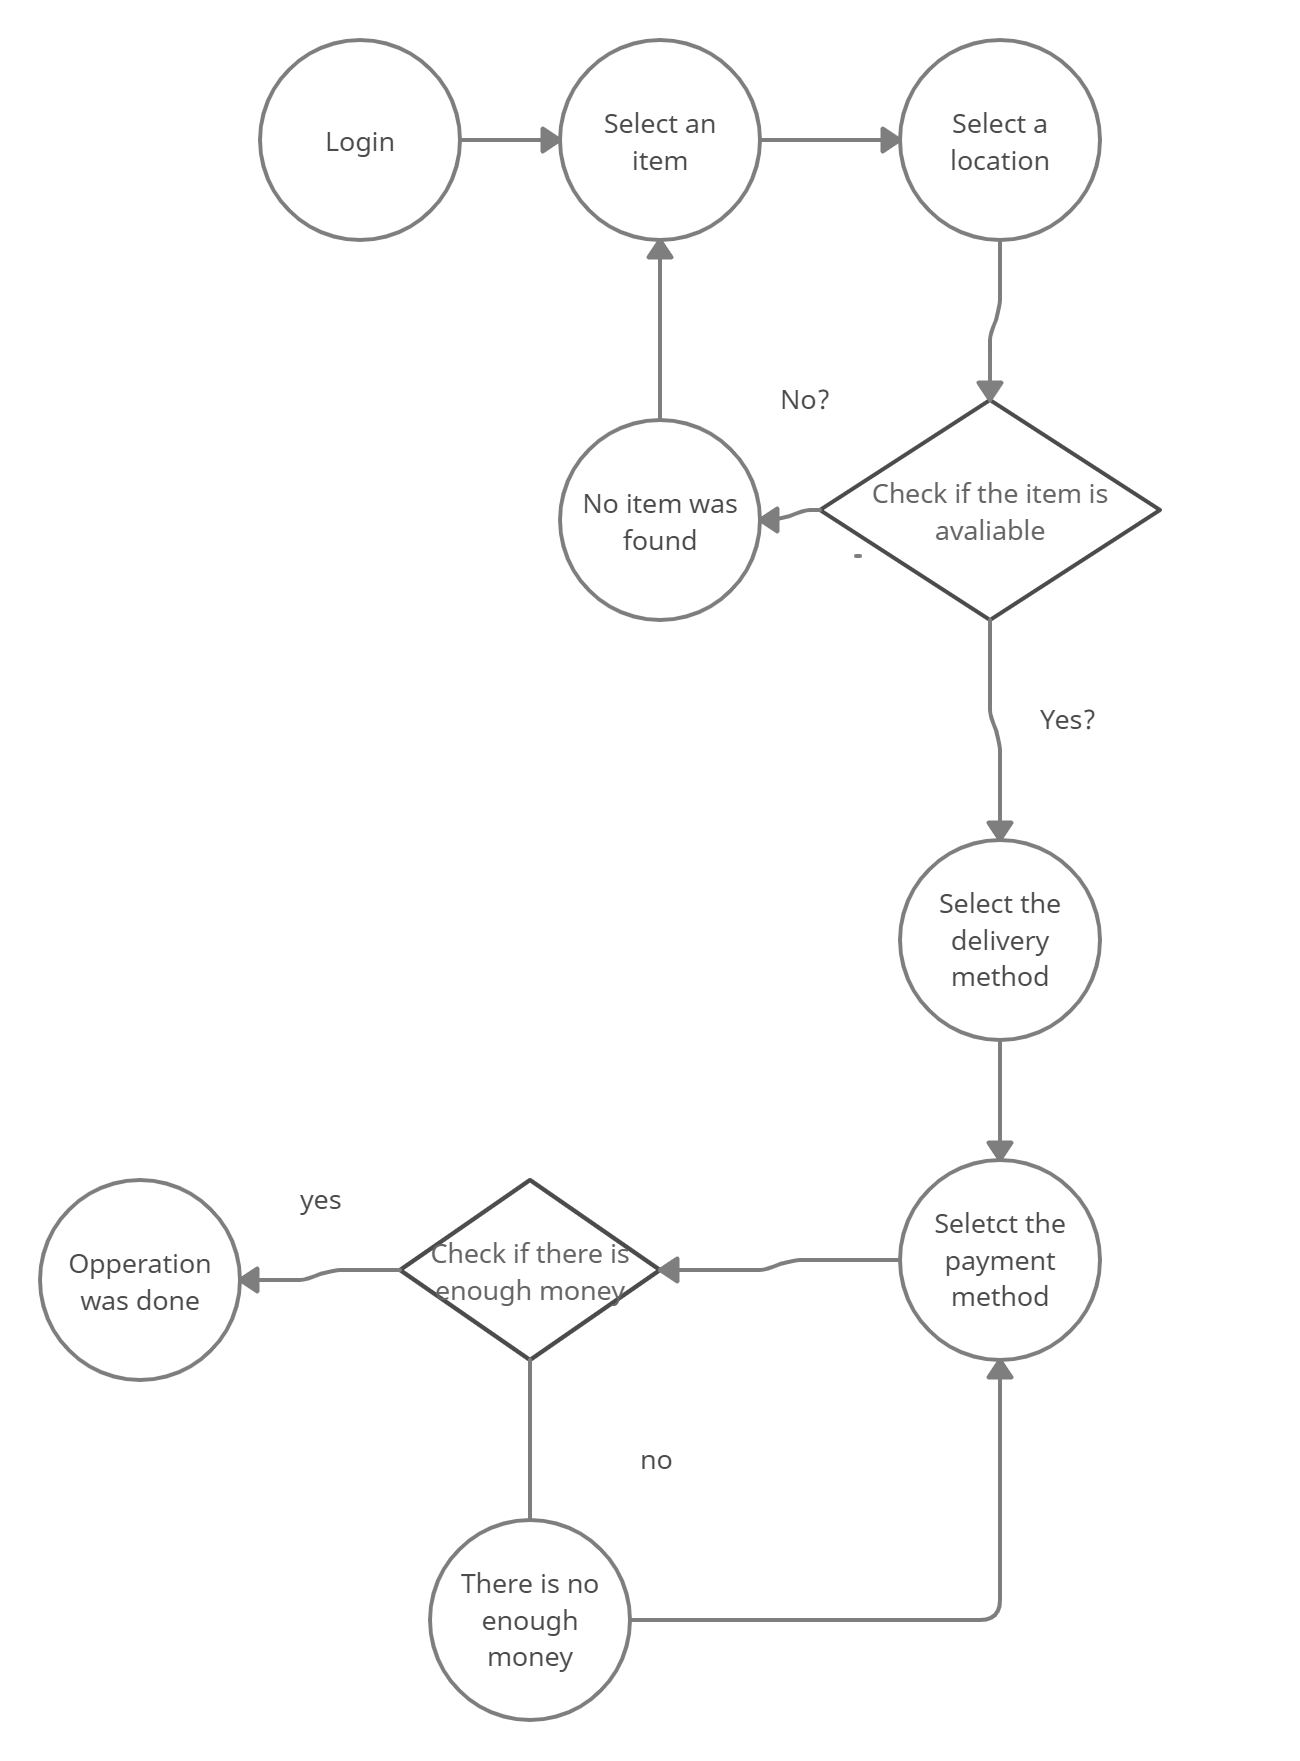 Login
Select an
item
Select a
location
No?
Check if the item is
avaliable
No item was
found
-
Yes?
Select the
delivery
method
Seletct the
payment
method
yes
Check if there is
enough money
Opperation
was done
no
There is no
enough
money